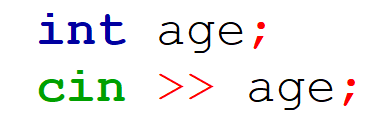 int age;
cin >> age;